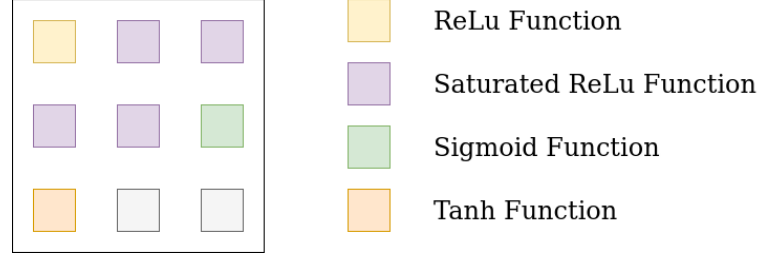 ReLu Function
Saturated ReLu Function
Sigmoid Function
Tanh Function